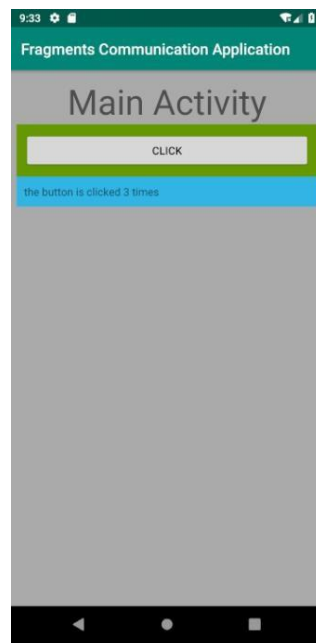 9:33
Fragments Communication Application
Main Activity
CLICK
the button is clicked 3 times